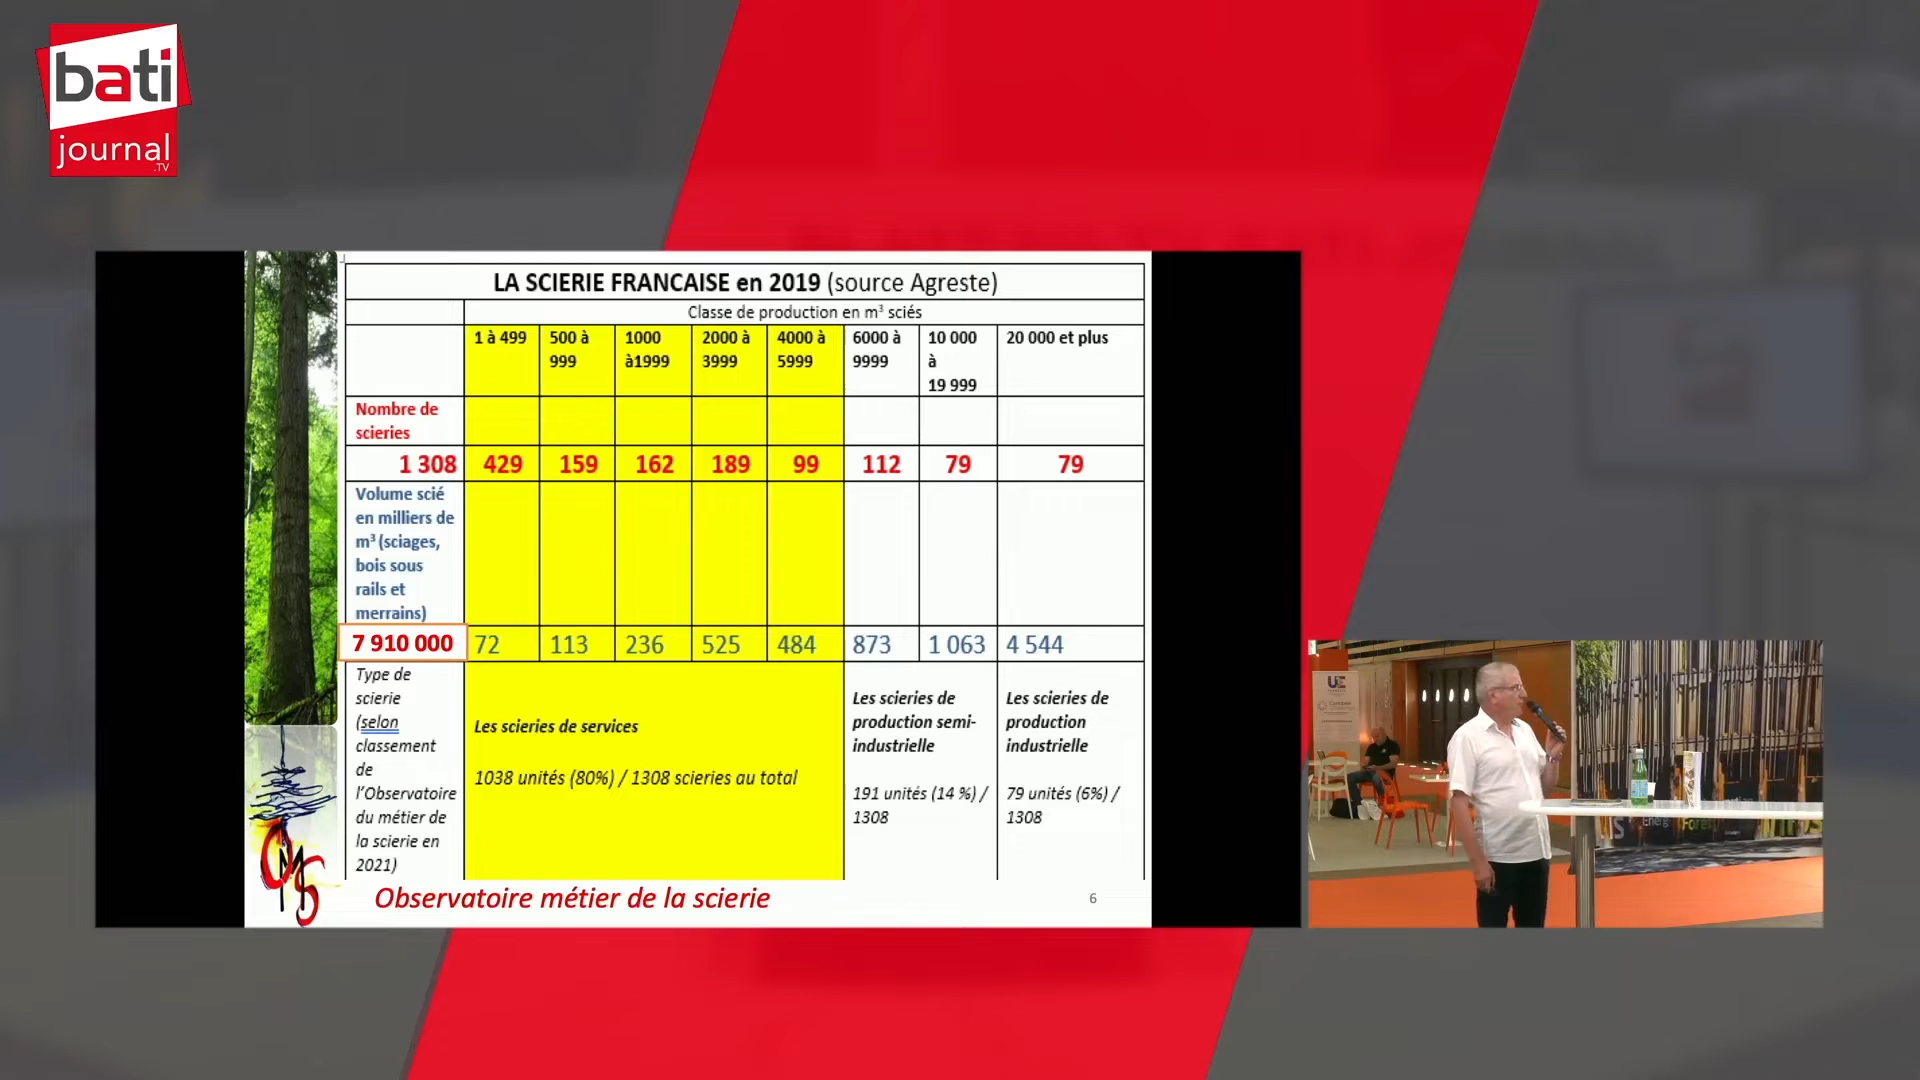 bati
journal
.TV
LA SCIERIE FRANCAISE en 2019 (source Agreste)
Classe de production en m³ sciés
1 à 499
500 à
999
1000
à1999
2000 à
3999
4000 à
5999
6000 à
9999
10 000
à
19 999
20 000 et plus
Nombre de
scieries
1 308 429 159 162 189 99 112 79 79
Volume scié
en milliers de
m³ (sciages,
bois sous
rails et
merrains)
7 910 000 72 113 236 525 484 873 1 063 4 544
Type de
scierie
(selon
classement
de
l'Observatoire
du métier de
la scierie en
2021)
Les scieries de services
1038 unités (80%) / 1308 scieries au total
Les scieries de
production semi-
industrielle
191 unités (14 %) /
1308
Les scieries de
production
industrielle
79 unités (6%) /
1308
OMS
Observatoire métier de la scierie
6